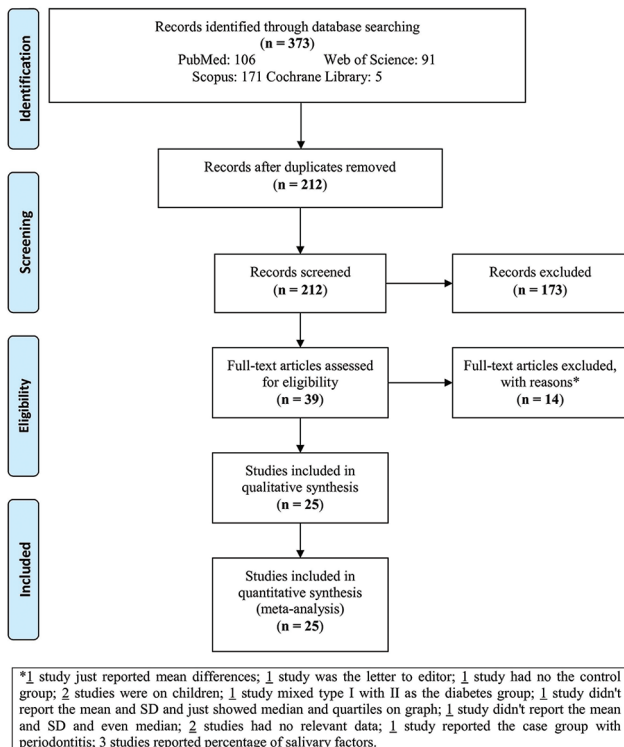 Identification
Records identified through database searching
(n = 373)
PubMed: 106 Web of Science: 91
Scopus: 171 Cochrane Library: 5
Records after duplicates removed
(n = 212)
Screening
Records screened
(n = 212)
Records excluded
(n = 173)
Eligibility
Full-text articles assessed
for eligibility
(n = 39)
Full-text articles excluded,
with reasons*
(n = 14)
Studies included in
qualitative synthesis
(n = 25)
Included
Studies included in
quantitative synthesis
(meta-analysis)
(n = 25)
*1 study just reported mean differences; 1 study was the letter to editor; 1 study had no the control
group; 2 studies were on children; 1 study mixed type I with II as the diabetes group; 1 study didn't
report the mean and SD and just showed median and quartiles on graph; 1 study didn't report the mean
and SD and even median; 2 studies had no relevant data; 1 study reported the case group with
periodontitis; 3 studies reported percentage of salivary factors.